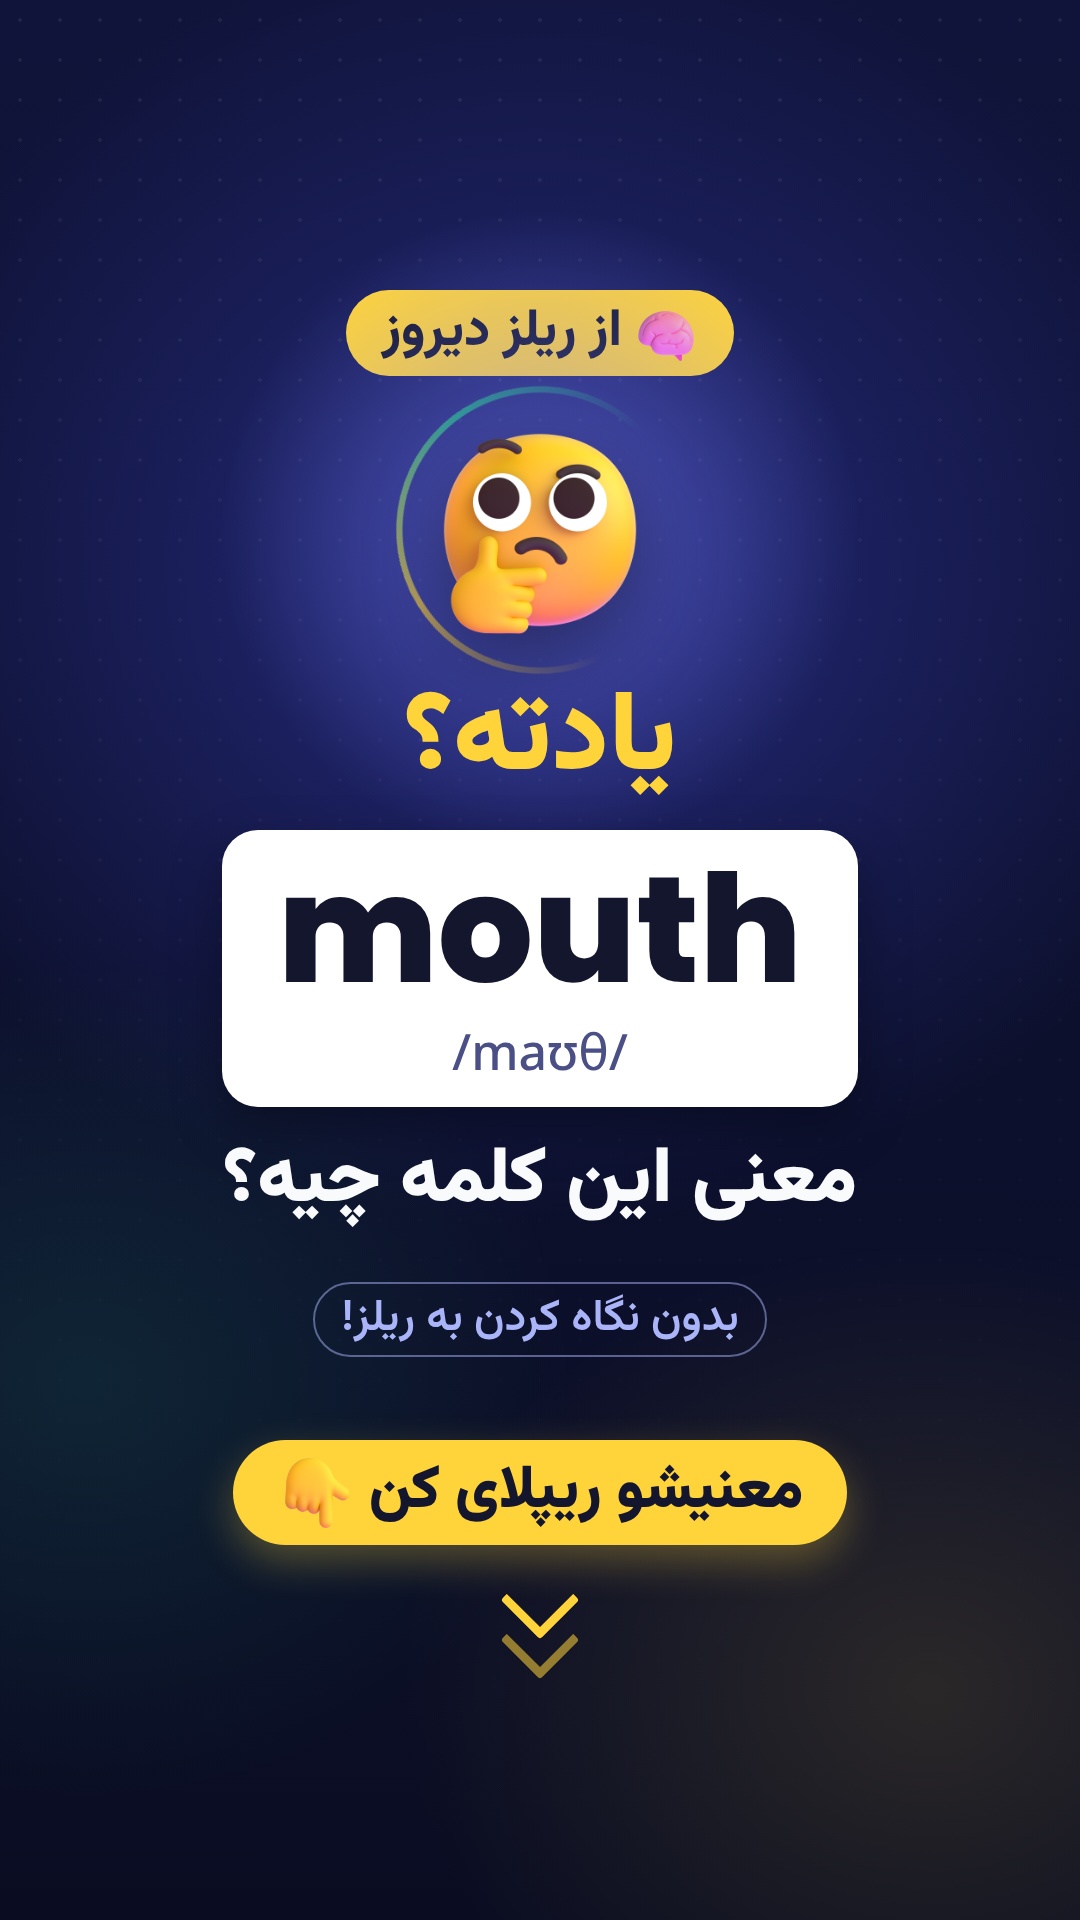 🧠 از ریلز دیروز
یادته؟
mouth
/maʊθ/
معنی این کلمه چیه؟
بدون نگاه کردن به ریلز!
معنیشو ریپلای کن 👇